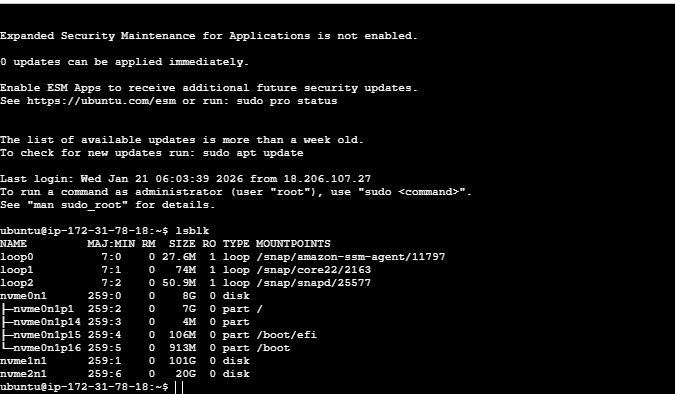 Expanded Security Maintenance for Applications is not enabled.
0 updates can be applied immediately.
Enable ESM Apps to receive additional future security updates.
See https://ubuntu.com/esm or run: sudo pro status
The list of available updates is more than a week old.
To check for new updates run: sudo apt update
Last login: Wed Jan 21 06:03:39 2026 from 18.206.107.27
To run a command as administrator (user "root"), use "sudo <command>".
See "man sudo_root" for details.
ubuntu@ip-172-31-78-18:~$ lsblk
NAME         MAJ:MIN RM  SIZE RO TYPE MOUNTPOINTS
loop0          7:0    0 27.6M  1 loop /snap/amazon-ssm-agent/11797
loop1          7:1    0   74M  1 loop /snap/core22/2163
loop2          7:2    0 50.9M  1 loop /snap/snapd/25577
nvme0n1      259:0    0    8G  0 disk
├─nvme0n1p1  259:2    0    7G  0 part /
├─nvme0n1p14 259:3    0    4M  0 part
├─nvme0n1p15 259:4    0  106M  0 part /boot/efi
└─nvme0n1p16 259:5    0  913M  0 part /boot
nvme1n1      259:1    0  101G  0 disk
nvme2n1      259:6    0   20G  0 disk
ubuntu@ip-172-31-78-18:~$